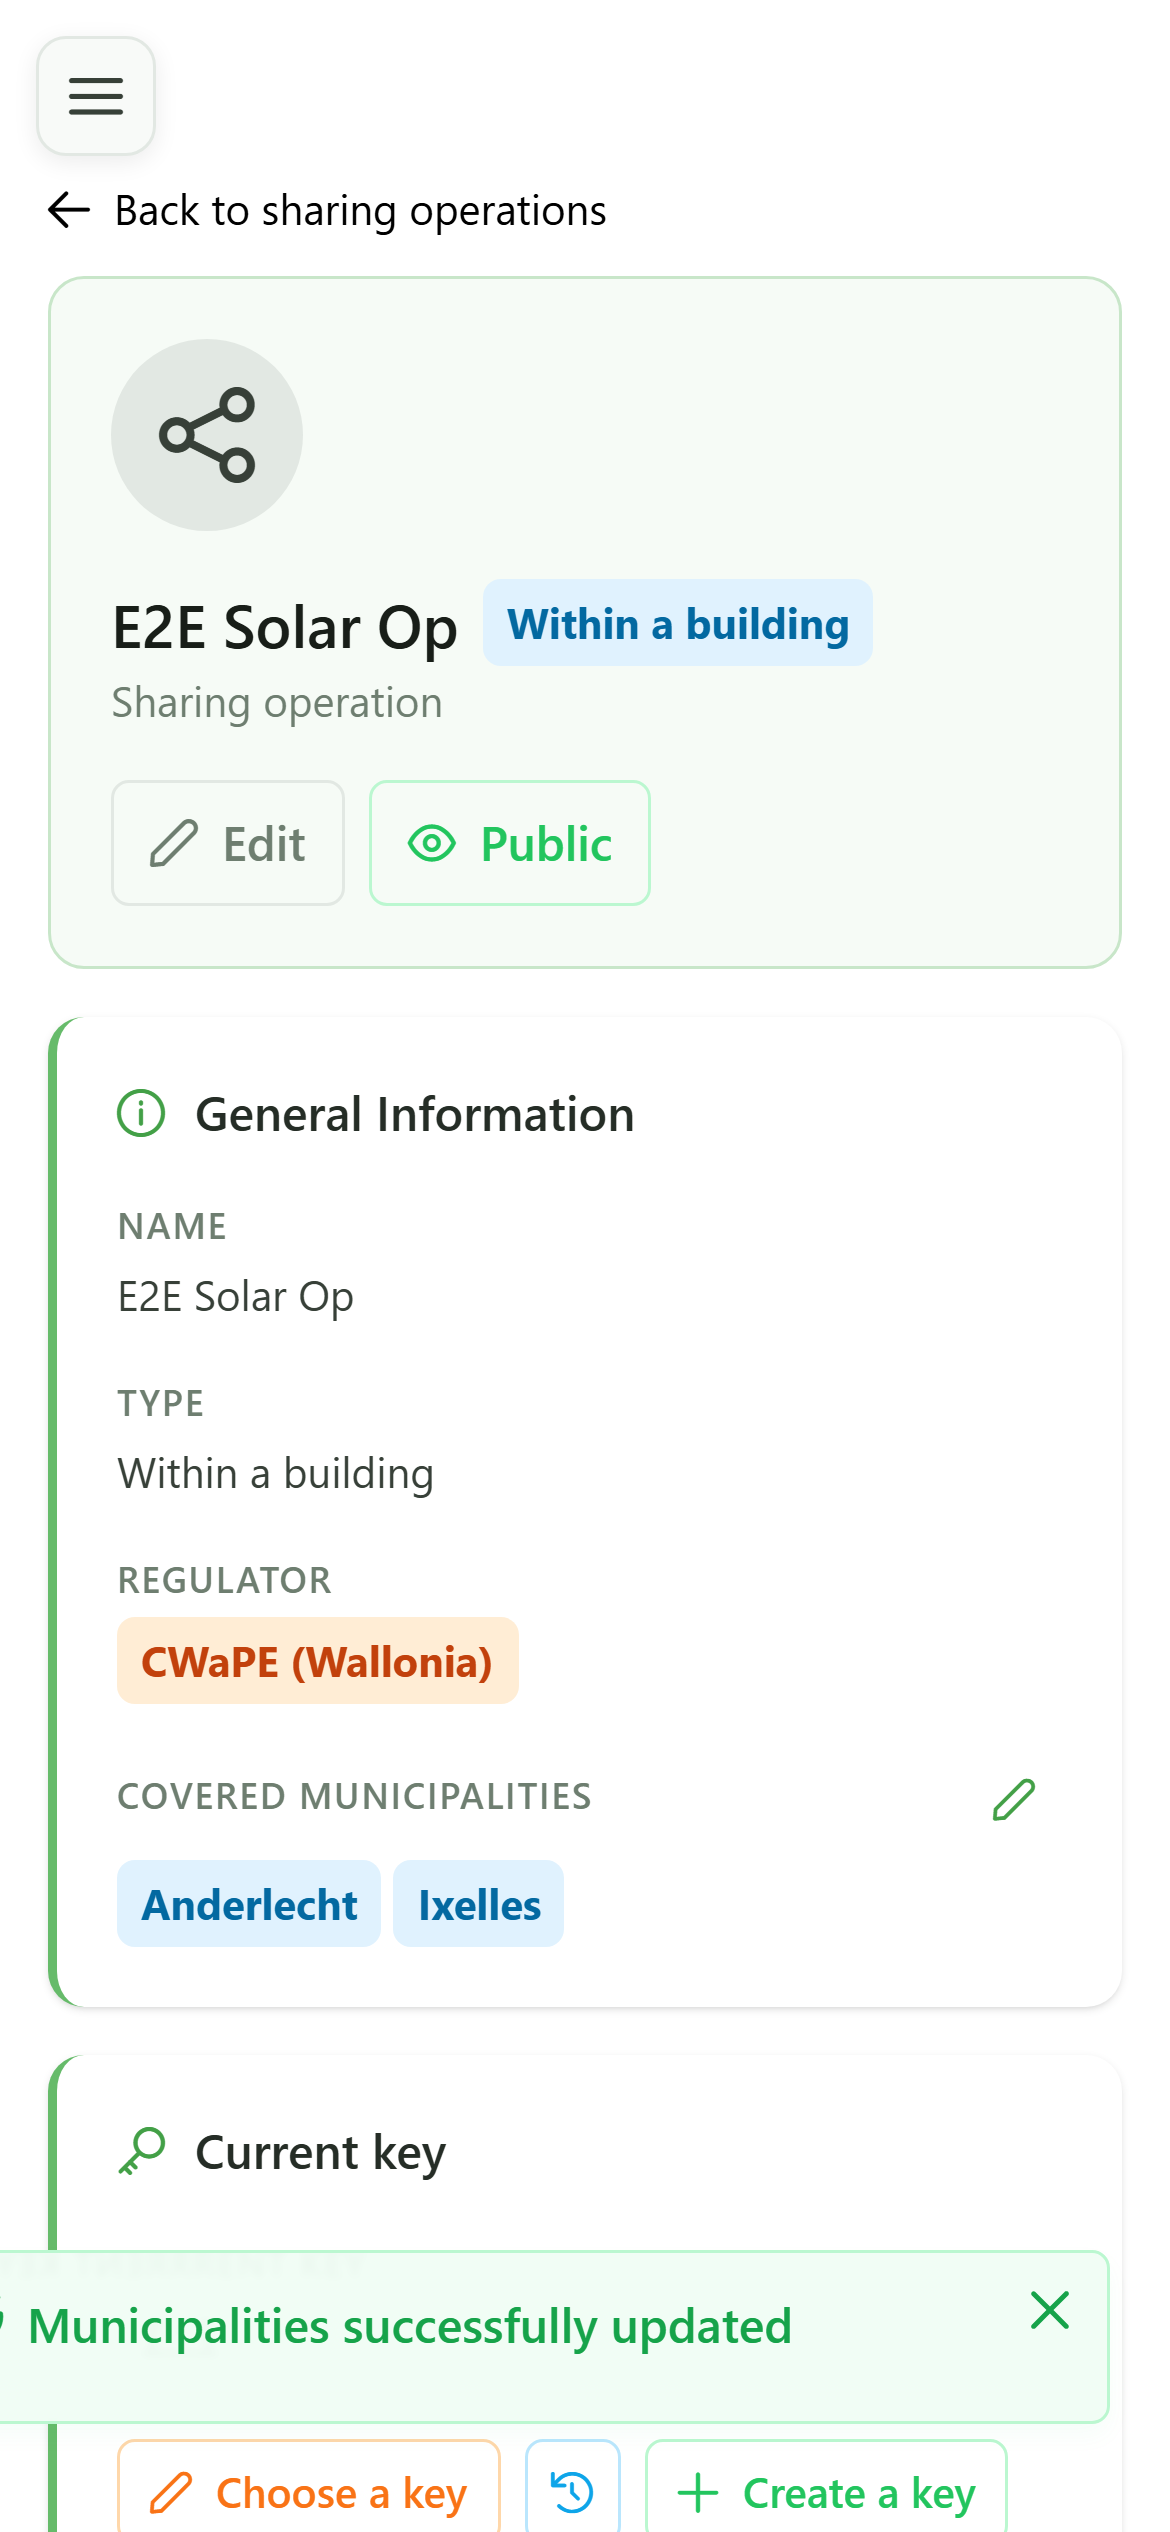 Back to sharing operations
E2E Solar Op
Within a building
Sharing operation
Edit
Public
General Information
NAME
E2E Solar Op
TYPE
Within a building
REGULATOR
CWaPE (Wallonia)
COVERED MUNICIPALITIES
Anderlecht
Ixelles
Current key
Municipalities successfully updated
Choose a key
Create a key